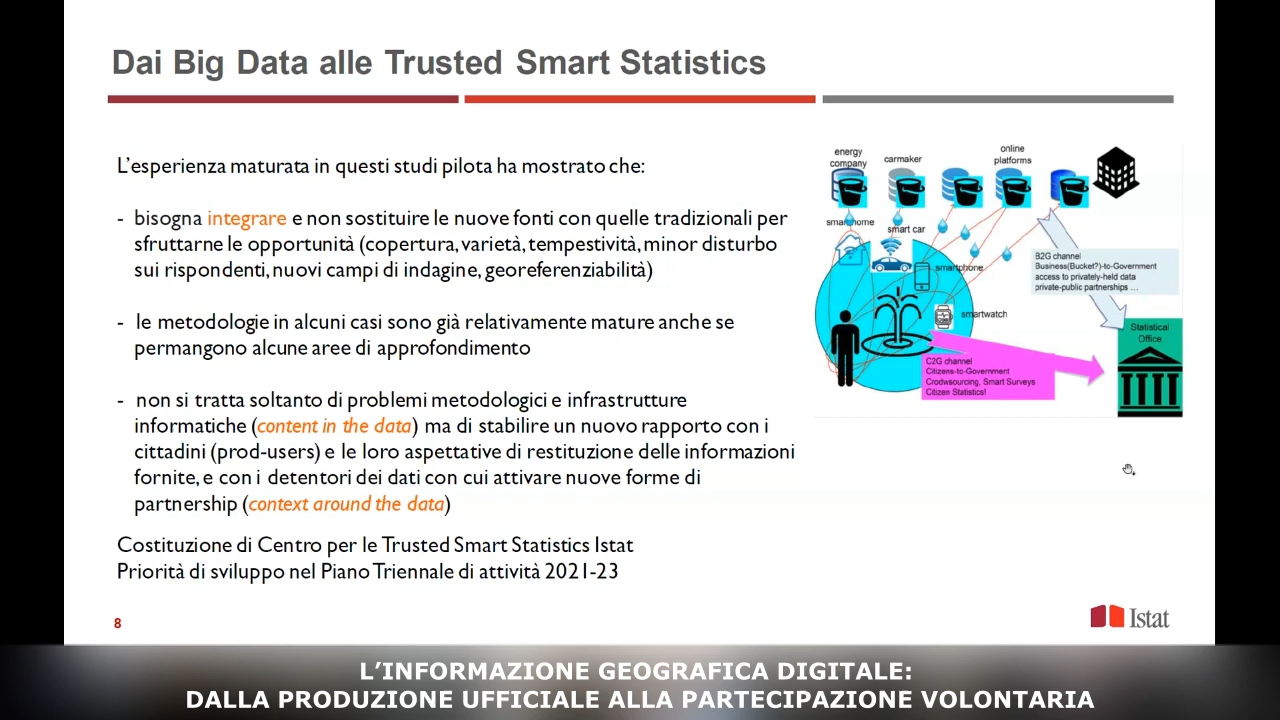 Dai Big Data alle Trusted Smart Statistics
L'esperienza maturata in questi studi pilota ha mostrato che:
- bisogna integrare e non sostituire le nuove fonti con quelle tradizionali per
sfruttarne le opportunità (copertura, varietà, tempestività, minor disturbo
sui rispondenti, nuovi campi di indagine, georeferenziabilità)
- le metodologie in alcuni casi sono già relativamente mature anche se
permangono alcune aree di approfondimento
- non si tratta soltanto di problemi metodologici e infrastrutture
informatiche (content in the data) ma di stabilire un nuovo rapporto con i
cittadini (prod-users) e le loro aspettative di restituzione delle informazioni
fornite, e con i detentori dei dati con cui attivare nuove forme di
partnership (context around the data)
Costituzione di Centro per le Trusted Smart Statistics Istat
Priorità di sviluppo nel Piano Triennale di attività 2021-23
energy
company
carmaker
online
platforms
smart home
smart car
smartphone
smartwatch
B2G channel
Business(Bucket?)-to-Government
access to privately-held data
private-public partnerships ...
Statistical
Office
C2G channel
Citizens-to-Government
Crodwsourcing, Smart Surveys
Citizen Statistics!
8
Istat
L'INFORMAZIONE GEOGRAFICA DIGITALE:
DALLA PRODUZIONE UFFICIALE ALLA PARTECIPAZIONE VOLONTARIA